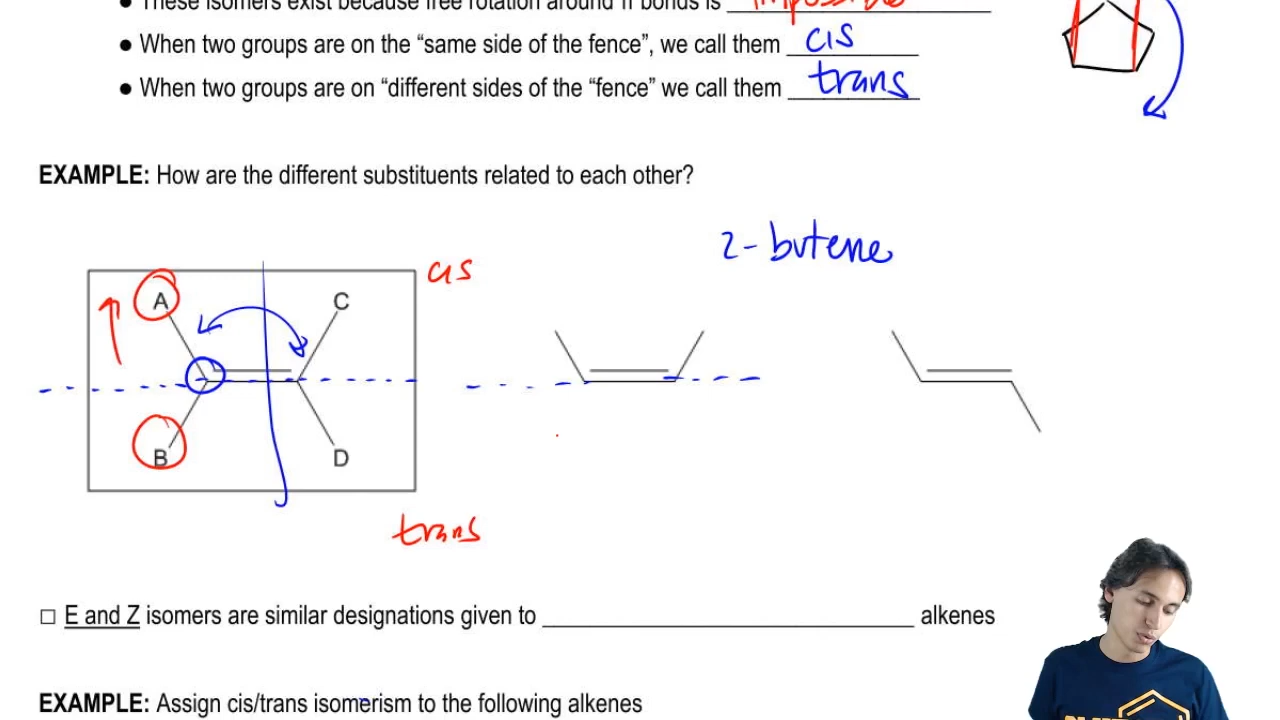 ● These isomers exist because free rotation around π bonds is impossible
● When two groups are on the “same side of the fence”, we call them cis
● When two groups are on “different sides of the “fence” we call them trans
EXAMPLE: How are the different substituents related to each other?
2-butene
cis
A C
B D
trans
□ E and Z isomers are similar designations given to ____ alkenes
EXAMPLE: Assign cis/trans isomerism to the following alkenes